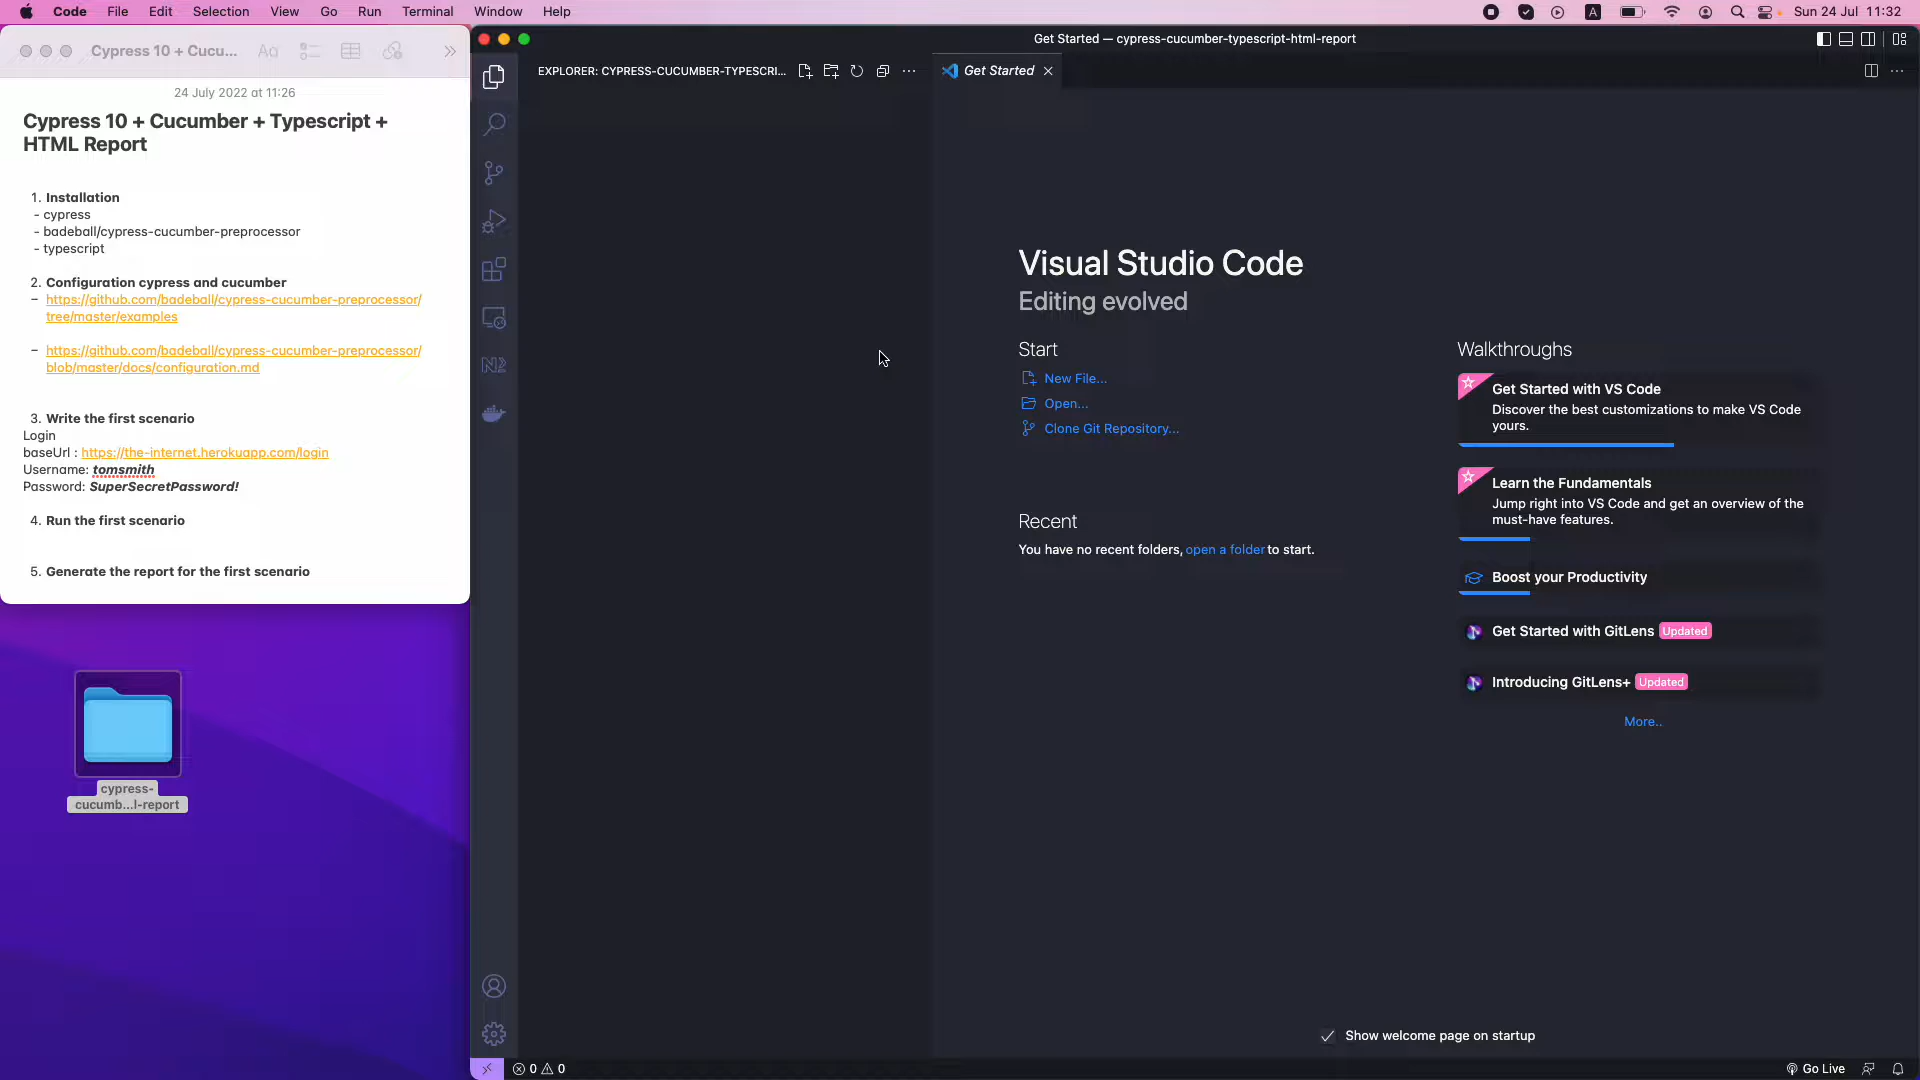 Code File Edit Selection View Go Run Terminal Window Help
A
Sun 24 Jul 11:32
Cypress 10 + Cucu...
Aa
24 July 2022 at 11:26
Cypress 10 + Cucumber + Typescript +
HTML Report
1. Installation
- cypress
- badeball/cypress-cucumber-preprocessor
- typescript
2. Configuration cypress and cucumber
– https://github.com/badeball/cypress-cucumber-preprocessor/
tree/master/examples
– https://github.com/badeball/cypress-cucumber-preprocessor/
blob/master/docs/configuration.md
3. Write the first scenario
Login
baseUrl : https://the-internet.herokuapp.com/login
Username: tomsmith
Password: SuperSecretPassword!
4. Run the first scenario
5. Generate the report for the first scenario
cypress-
cucumb...l-report
Get Started — cypress-cucumber-typescript-html-report
EXPLORER: CYPRESS-CUCUMBER-TYPESCRI...
Get Started
Visual Studio Code
Editing evolved
Start
New File...
Open...
Clone Git Repository...
Recent
You have no recent folders, open a folder to start.
Walkthroughs
Get Started with VS Code
Discover the best customizations to make VS Code
yours.
Learn the Fundamentals
Jump right into VS Code and get an overview of the
must-have features.
Boost your Productivity
Get Started with GitLens Updated
Introducing GitLens+ Updated
More..
Show welcome page on startup
0 0
Go Live